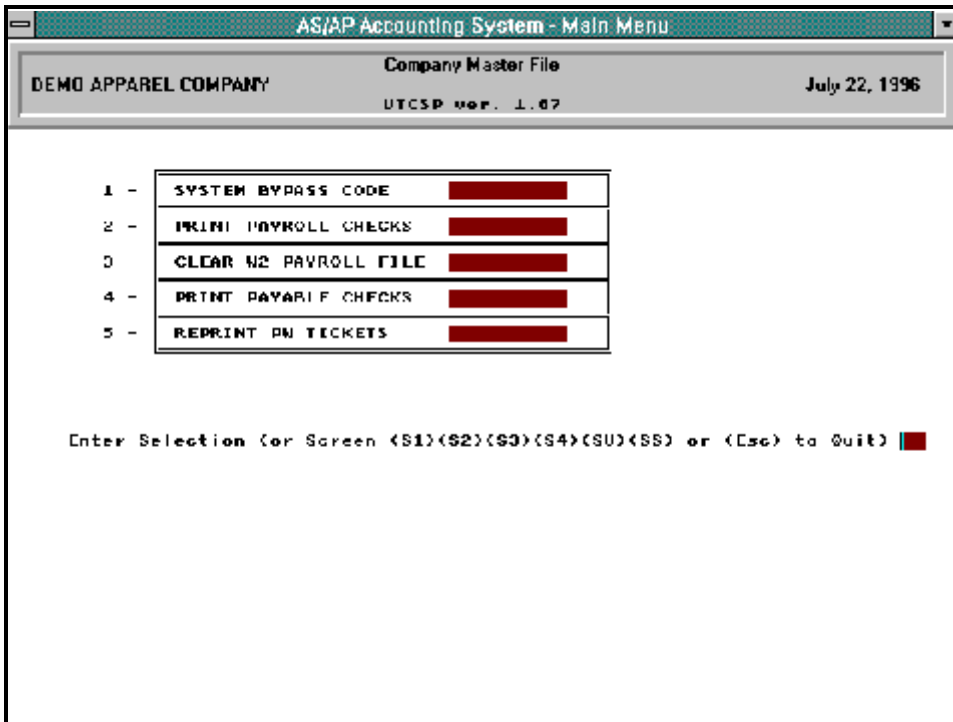 AS/AP Accounting System - Main Menu
Company Master File
DEMO APPAREL COMPANY
July 22, 1996
UTCSP ver. 1.07
1 - SYSTEM BYPASS CODE
2 - PRINT PAYROLL CHECKS
3 CLEAR W2 PAYROLL FILE
4 - PRINT PAYABLE CHECKS
5 - REPRINT PW TICKETS
Enter Selection (or Screen (S1)(S2)(S3)(S4)(SU)(SS) or (Esc) to Quit)